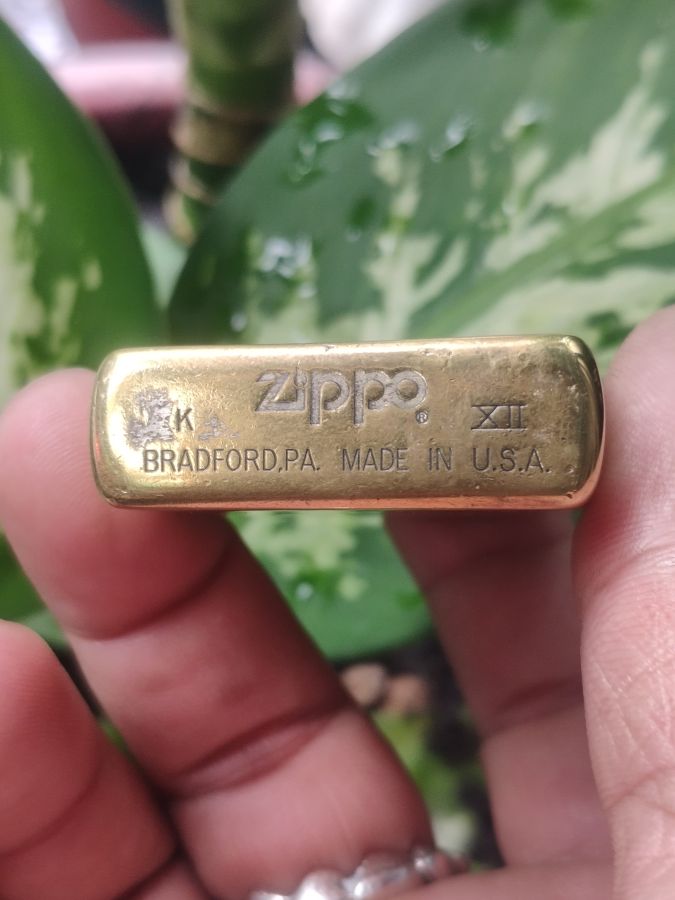 zippo®
K XII
BRADFORD,PA. MADE IN U.S.A.